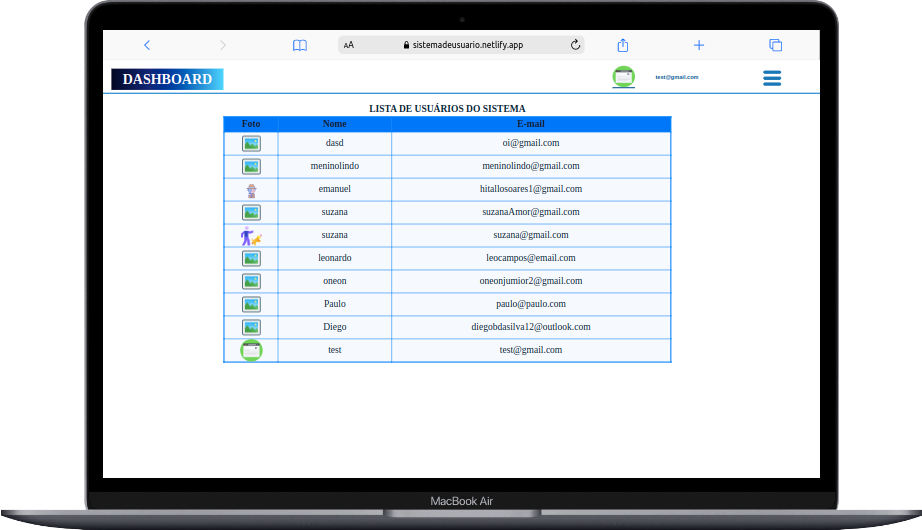 AA sistemadeusuario.netlify.app
DASHBOARD test@gmail.com
LISTA DE USUÁRIOS DO SISTEMA
Foto Nome E-mail
dasd oi@gmail.com
meninolindo meninolindo@gmail.com
emanuel hitallosoares1@gmail.com
suzana suzanaAmor@gmail.com
suzana suzana@gmail.com
leonardo leocampos@email.com
oneon oneonjumior2@gmail.com
Paulo paulo@paulo.com
Diego diegobdasilva12@outlook.com
test test@gmail.com
MacBook Air